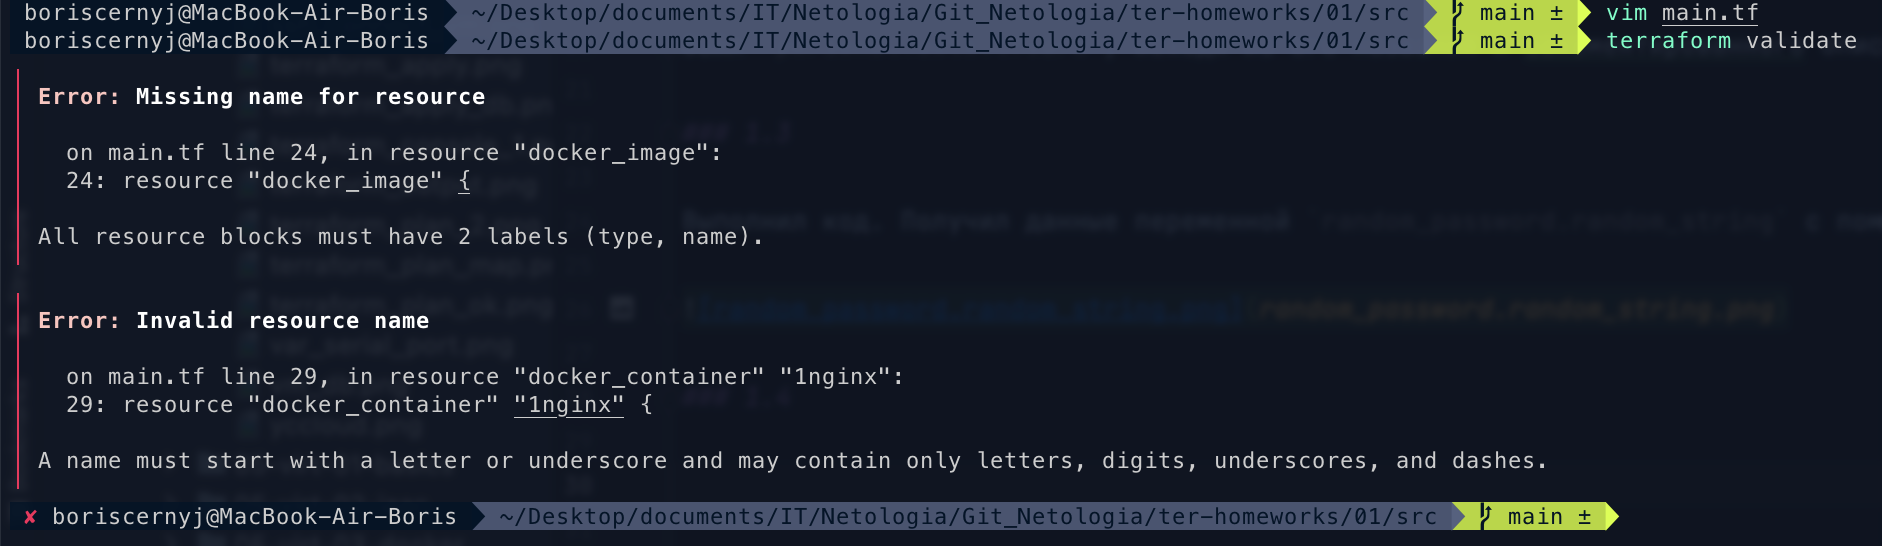 boriscernyj@MacBook-Air-Boris ~/Desktop/documents/IT/Netologia/Git_Netologia/ter-homeworks/01/src main ± vim main.tf
boriscernyj@MacBook-Air-Boris ~/Desktop/documents/IT/Netologia/Git_Netologia/ter-homeworks/01/src main ± terraform validate
Error: Missing name for resource
on main.tf line 24, in resource "docker_image":
24: resource "docker_image" {
All resource blocks must have 2 labels (type, name).
Error: Invalid resource name
on main.tf line 29, in resource "docker_container" "1nginx":
29: resource "docker_container" "1nginx" {
A name must start with a letter or underscore and may contain only letters, digits, underscores, and dashes.
✘ boriscernyj@MacBook-Air-Boris ~/Desktop/documents/IT/Netologia/Git_Netologia/ter-homeworks/01/src main ±